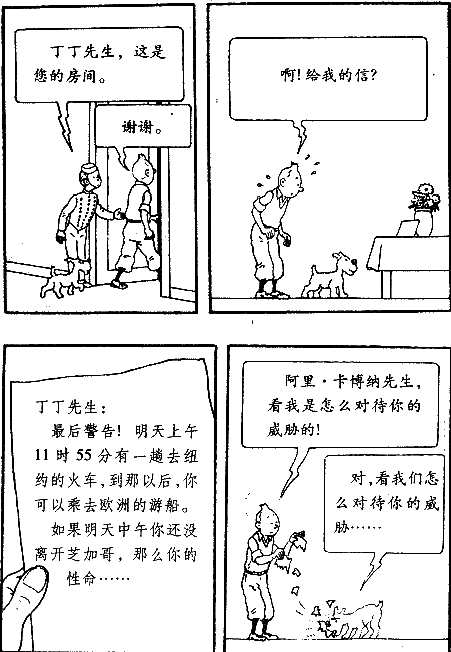 丁丁先生，这是
您的房间。
谢谢。
啊！给我的信？
丁丁先生：
最后警告！明天上午
11时55分有一趟去纽
约的火车，到那以后，你
可以乘去欧洲的游船。
如果明天中午你还没
离开芝加哥，那么你的
性命……
阿里·卡博纳先生，
看我是怎么对待你的
威胁的！
对，看我们怎
么对待你的威
胁……